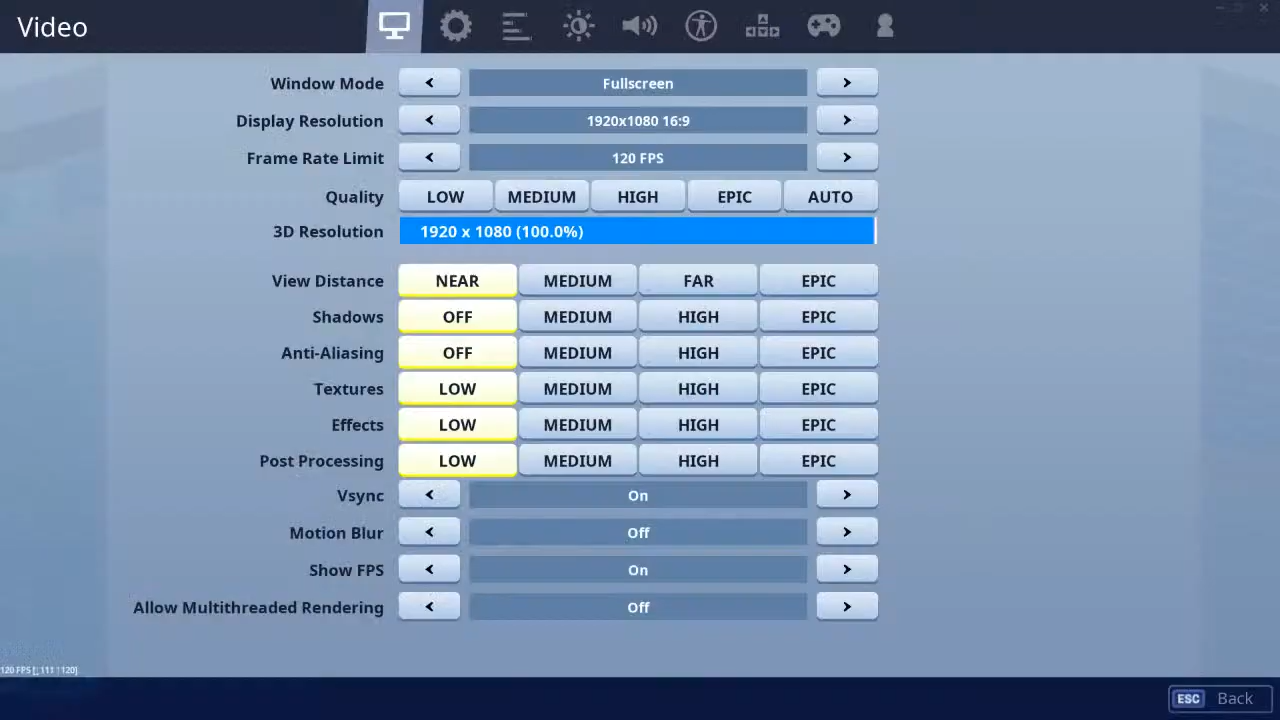 Video
Window Mode < Fullscreen >
Display Resolution < 1920x1080 16:9 >
Frame Rate Limit < 120 FPS >
Quality LOW MEDIUM HIGH EPIC AUTO
3D Resolution 1920 x 1080 (100.0%)
View Distance NEAR MEDIUM FAR EPIC
Shadows OFF MEDIUM HIGH EPIC
Anti-Aliasing OFF MEDIUM HIGH EPIC
Textures LOW MEDIUM HIGH EPIC
Effects LOW MEDIUM HIGH EPIC
Post Processing LOW MEDIUM HIGH EPIC
Vsync < On >
Motion Blur < Off >
Show FPS < On >
Allow Multithreaded Rendering < Off >
120 FPS
ESC Back